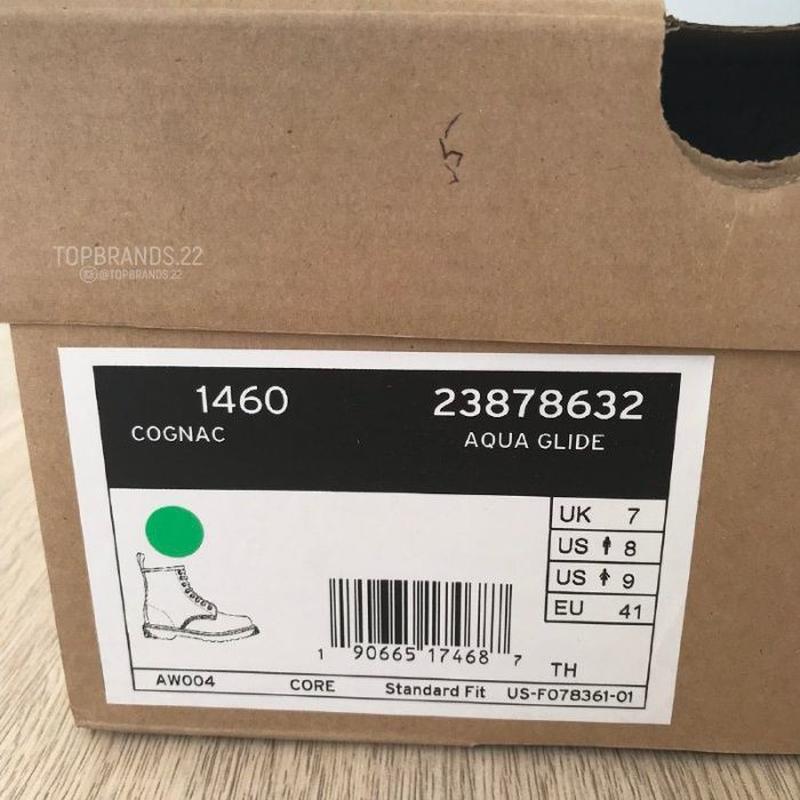 TOPBRANDS.22
@TOPBRANDS.22
1460 23878632
COGNAC AQUA GLIDE
UK 7
US 8
US 9
EU 41
1 90665 17468 7
TH
AW004 CORE Standard Fit US-F078361-01